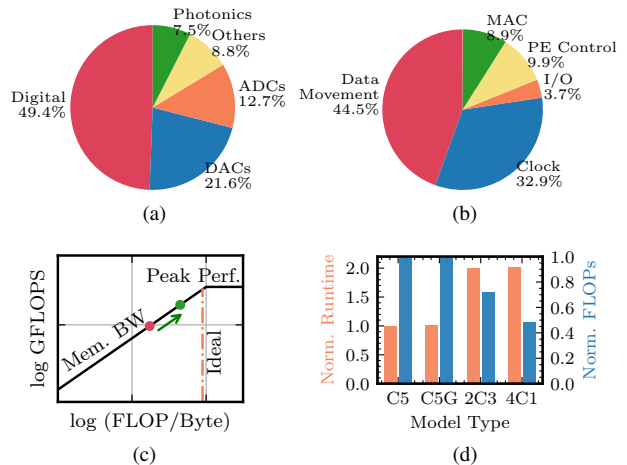 Photonics
7.5%
Others
8.8%
ADCs
12.7%
Digital
49.4%
DACs
21.6%
(a)
MAC
8.9%
PE Control
9.9%
I/O
3.7%
Data
Movement
44.5%
Clock
32.9%
(b)
log GFLOPS
Mem. BW
Peak Perf.
Ideal
log (FLOP/Byte)
(c)
Norm. Runtime
2.0
1.5
1.0
0.5
0.0
1.0
0.8
0.6
0.4
0.2
0.0
Norm. FLOPs
C5 C5G 2C3 4C1
Model Type
(d)